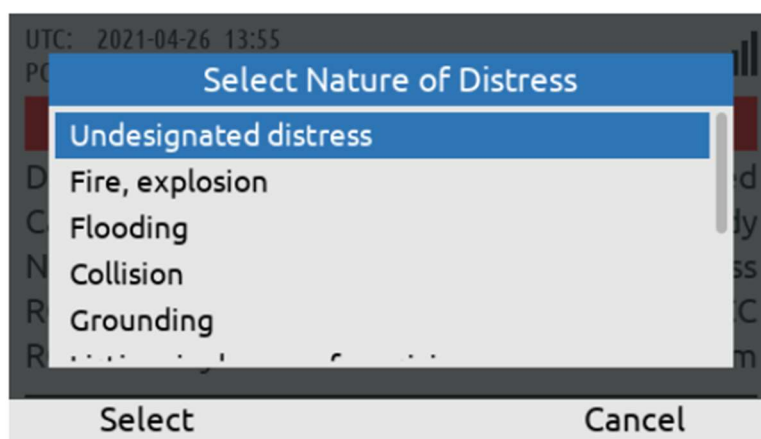 UTC: 2021-04-26 13:55
Select Nature of Distress
Undesignated distress
Fire, explosion
Flooding
Collision
Grounding
Select
Cancel